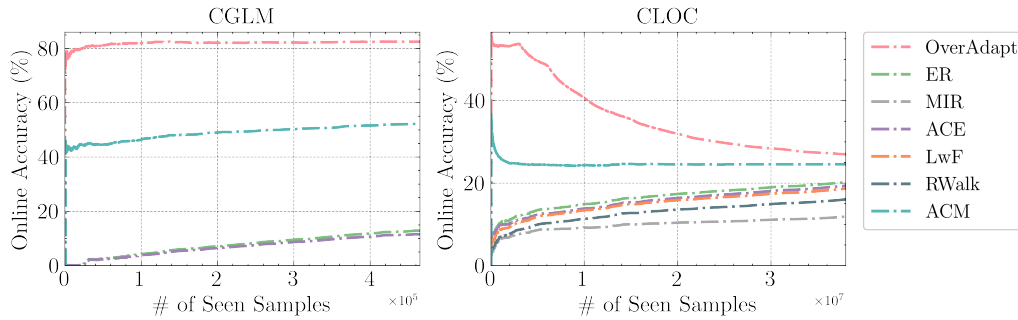 CGLM
Online Accuracy (%)
80
60
40
20
0
0
1
2
3
4
×10⁵
# of Seen Samples
CLOC
Online Accuracy (%)
40
20
0
0
1
2
3
×10⁷
# of Seen Samples
OverAdapt
ER
MIR
ACE
LwF
RWalk
ACM